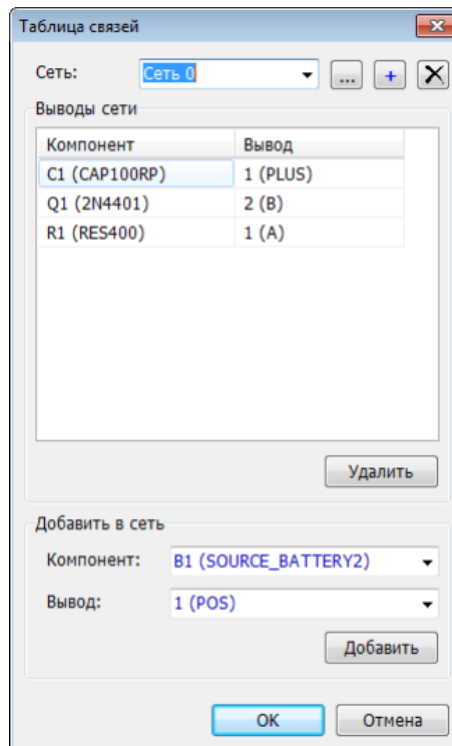 Таблица связей
Сеть: Сеть 0 ... +
Выводы сети
Компонент Вывод
C1 (CAP100RP) 1 (PLUS)
Q1 (2N4401) 2 (B)
R1 (RES400) 1 (A)
Удалить
Добавить в сеть
Компонент: B1 (SOURCE_BATTERY2)
Вывод: 1 (POS)
Добавить
OK Отмена